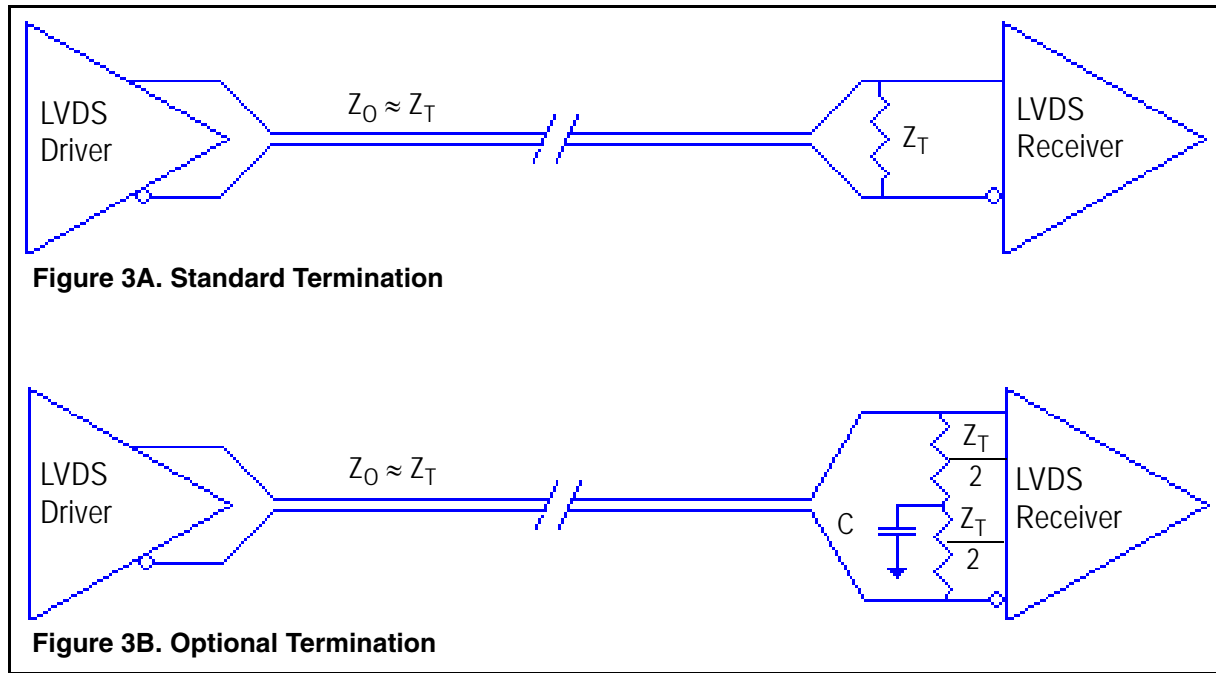 LVDS
Driver
Z_O ≈ Z_T
Z_T
LVDS
Receiver
Figure 3A. Standard Termination
LVDS
Driver
Z_O ≈ Z_T
C
Z_T
2
Z_T
2
LVDS
Receiver
Figure 3B. Optional Termination